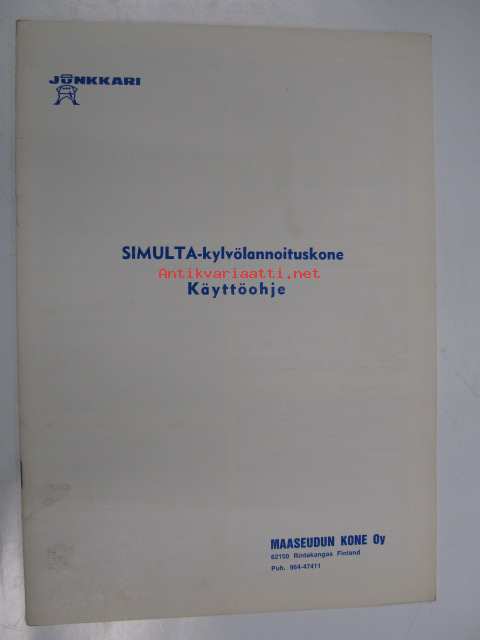 JUNKKARI
SIMULTA-kylvölannoituskone
Antikvariaatti.net
Käyttöohje
MAASEUDUN KONE Oy
62150 Rintakangas Finland
Puh. 964-47411